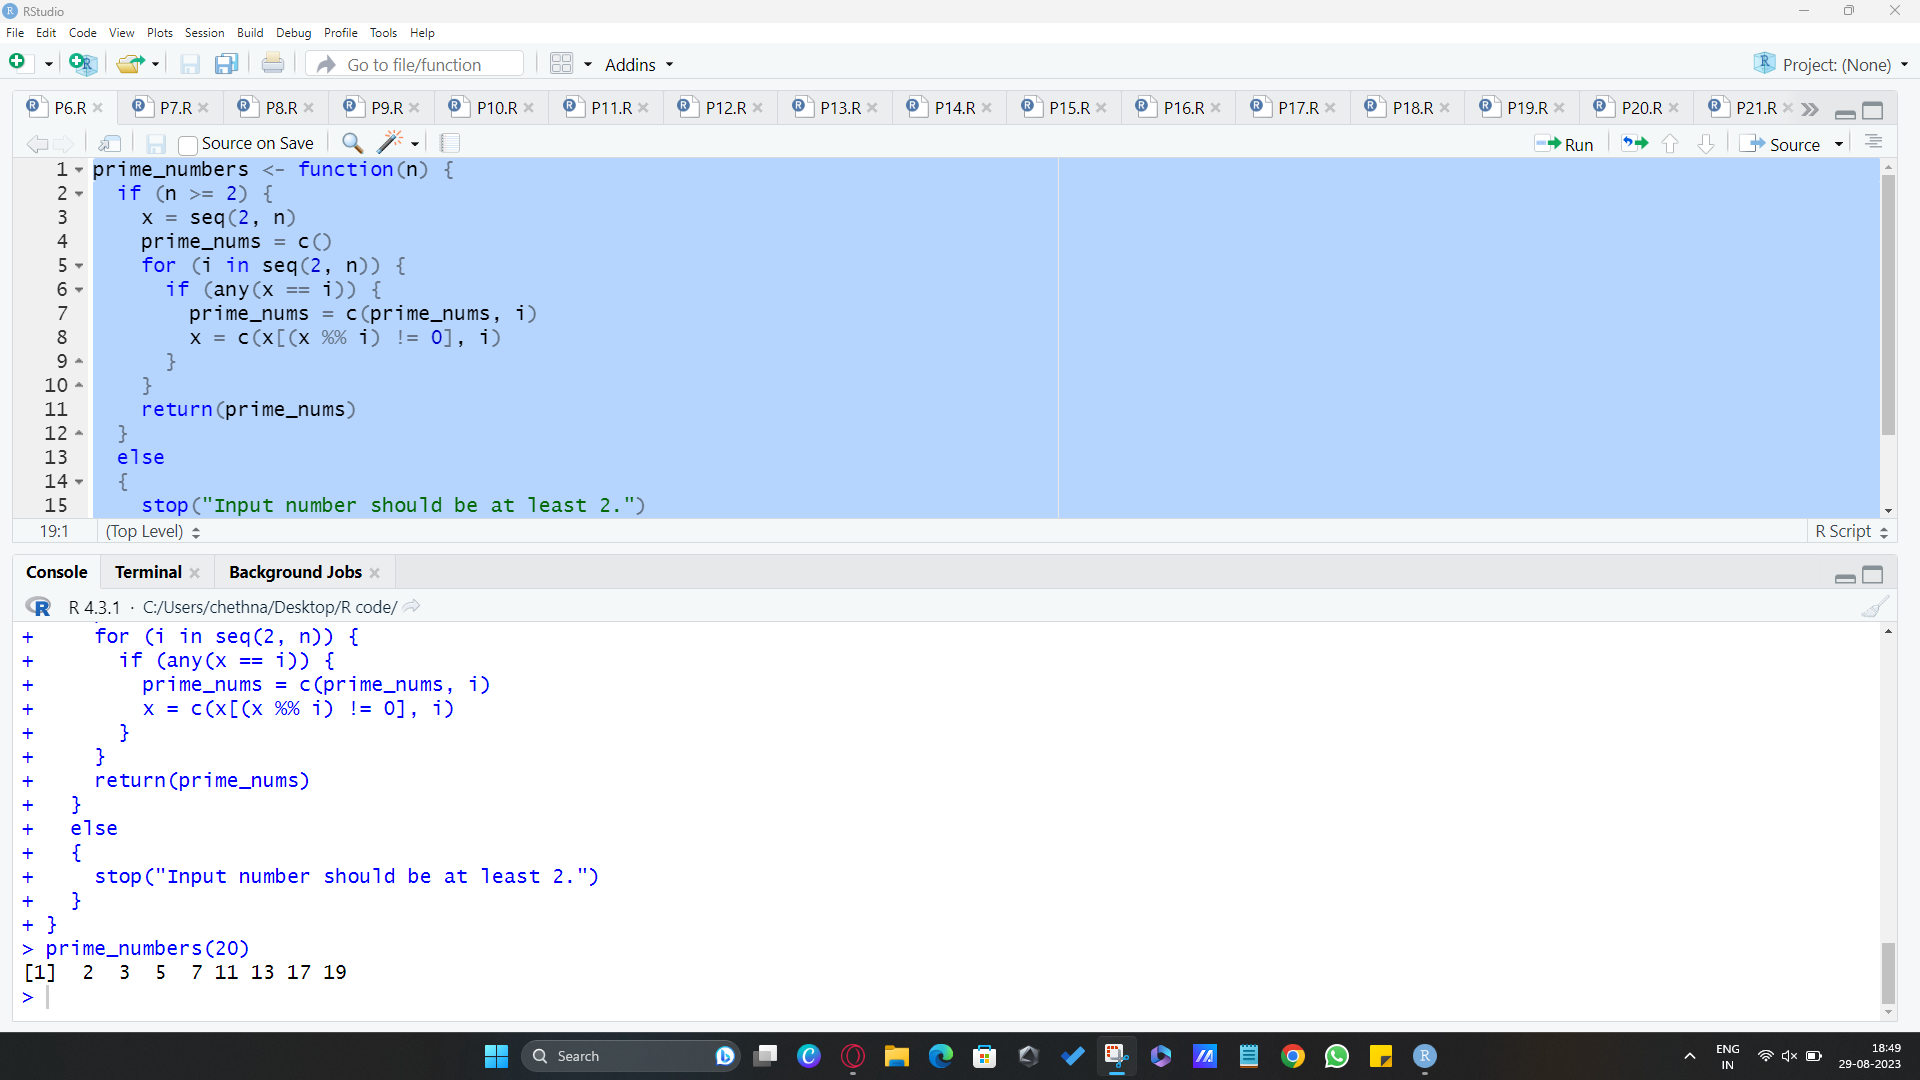 RStudio
File Edit Code View Plots Session Build Debug Profile Tools Help
Go to file/function Addins Project: (None)
P6.R P7.R P8.R P9.R P10.R P11.R P12.R P13.R P14.R P15.R P16.R P17.R P18.R P19.R P20.R P21.R
Source on Save Run Source
1 prime_numbers <- function(n) {
2 if (n >= 2) {
3 x = seq(2, n)
4 prime_nums = c()
5 for (i in seq(2, n)) {
6 if (any(x == i)) {
7 prime_nums = c(prime_nums, i)
8 x = c(x[(x %% i) != 0], i)
9 }
10 }
11 return(prime_nums)
12 }
13 else
14 {
15 stop("Input number should be at least 2.")
19:1 (Top Level) R Script
Console Terminal Background Jobs
R 4.3.1 · C:/Users/chethna/Desktop/R code/
+ for (i in seq(2, n)) {
+ if (any(x == i)) {
+ prime_nums = c(prime_nums, i)
+ x = c(x[(x %% i) != 0], i)
+ }
+ }
+ return(prime_nums)
+ }
+ else
+ {
+ stop("Input number should be at least 2.")
+ }
+ }
> prime_numbers(20)
[1] 2 3 5 7 11 13 17 19
>
Search ENG 18:49
IN 29-08-2023